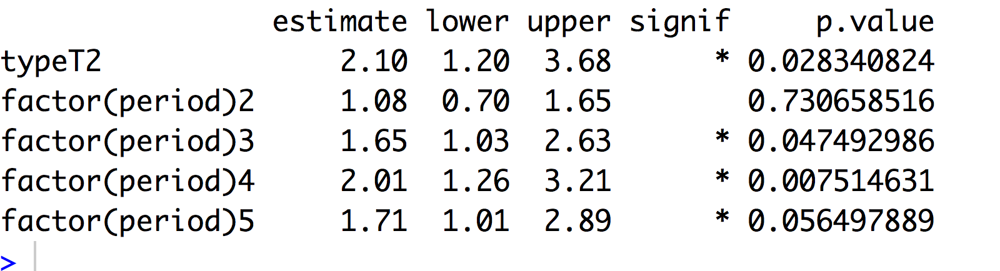 estimate lower upper signif p.value
typeT2 2.10 1.20 3.68 * 0.028340824
factor(period)2 1.08 0.70 1.65 0.730658516
factor(period)3 1.65 1.03 2.63 * 0.047492986
factor(period)4 2.01 1.26 3.21 * 0.007514631
factor(period)5 1.71 1.01 2.89 * 0.056497889
>